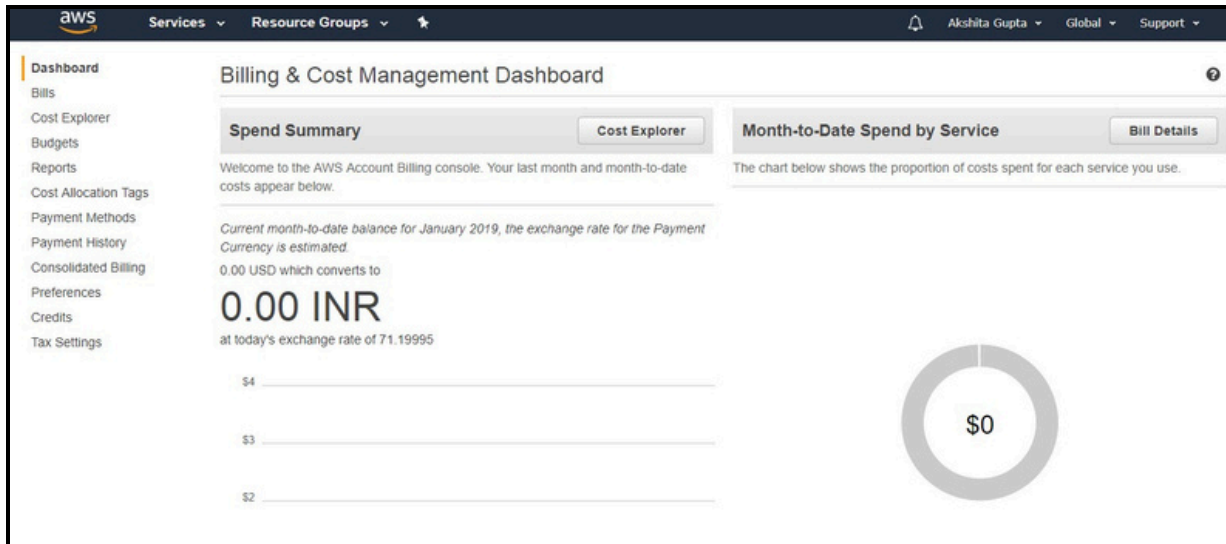 aws Services Resource Groups Akshita Gupta Global Support
Dashboard
Bills
Cost Explorer
Budgets
Reports
Cost Allocation Tags
Payment Methods
Payment History
Consolidated Billing
Preferences
Credits
Tax Settings
Billing & Cost Management Dashboard
Spend Summary
Cost Explorer
Welcome to the AWS Account Billing console. Your last month and month-to-date
costs appear below.
Current month-to-date balance for January 2019, the exchange rate for the Payment
Currency is estimated.
0.00 USD which converts to
0.00 INR
at today's exchange rate of 71.19995
$4
$3
$2
Month-to-Date Spend by Service
Bill Details
The chart below shows the proportion of costs spent for each service you use.
$0